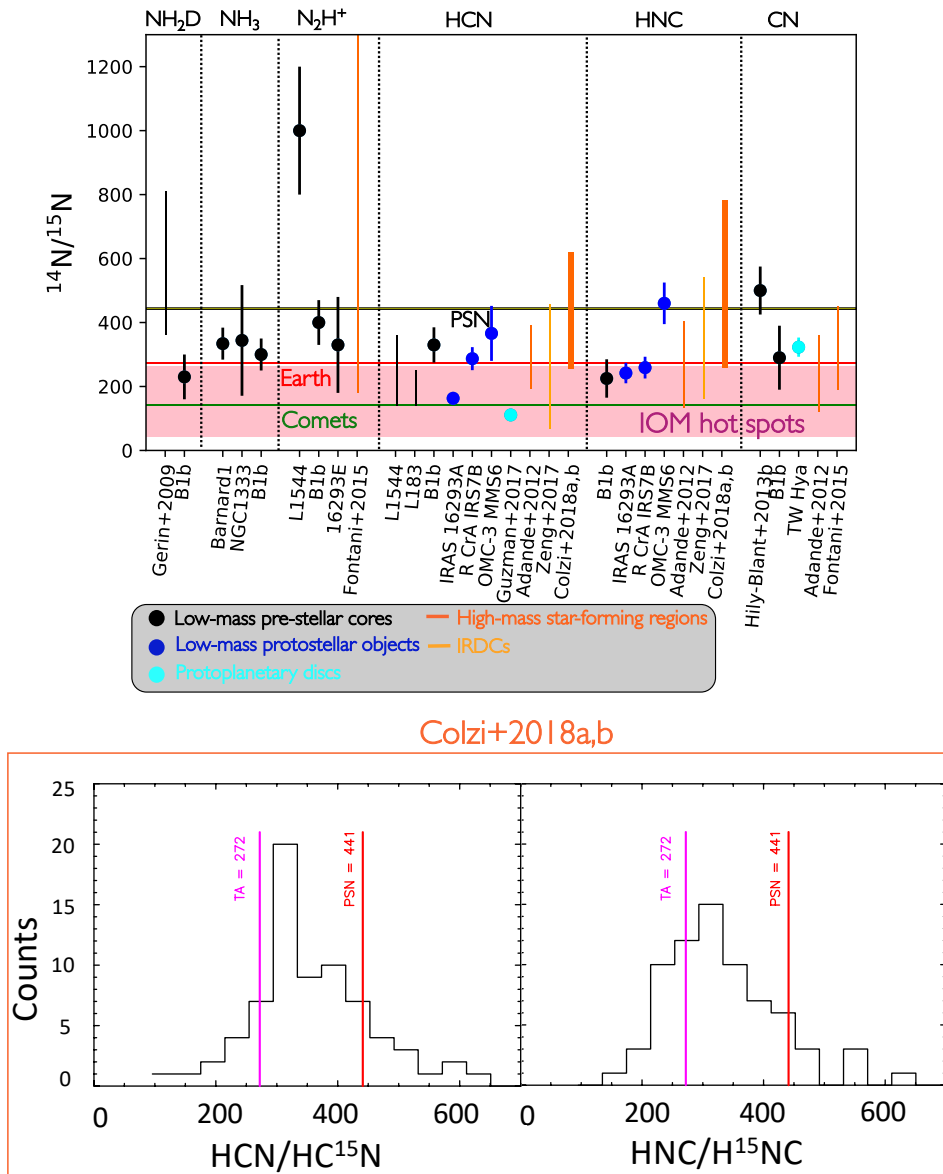 NH₂D NH₃ N₂H⁺ HCN HNC CN
1200
1000
800
600
400
200
0
¹⁴N/¹⁵N
PSN
Earth
Comets
IOM hot spots
Gerin+2009
B1b
Barnard1
NGC1333
B1b
L1544
B1b
16293E
Fontani+2015
L1544
L183
B1b
IRAS 16293A
R CrA IRS7B
OMC-3 MMS6
Guzman+2017
Adande+2012
Zeng+2017
Colzi+2018a,b
B1b
IRAS 16293A
R CrA IRS7B
OMC-3 MMS6
Adande+2012
Zeng+2017
Colzi+2018a,b
Hily-Blant+2013b
B1b
TW Hya
Adande+2012
Fontani+2015
Low-mass pre-stellar cores
High-mass star-forming regions
Low-mass protostellar objects
IRDCs
Protoplanetary discs
Colzi+2018a,b
25
20
15
10
5
0
Counts
TA = 272
PSN = 441
TA = 272
PSN = 441
0 200 400 600
0 200 400 600
HCN/HC¹⁵N
HNC/H¹⁵NC